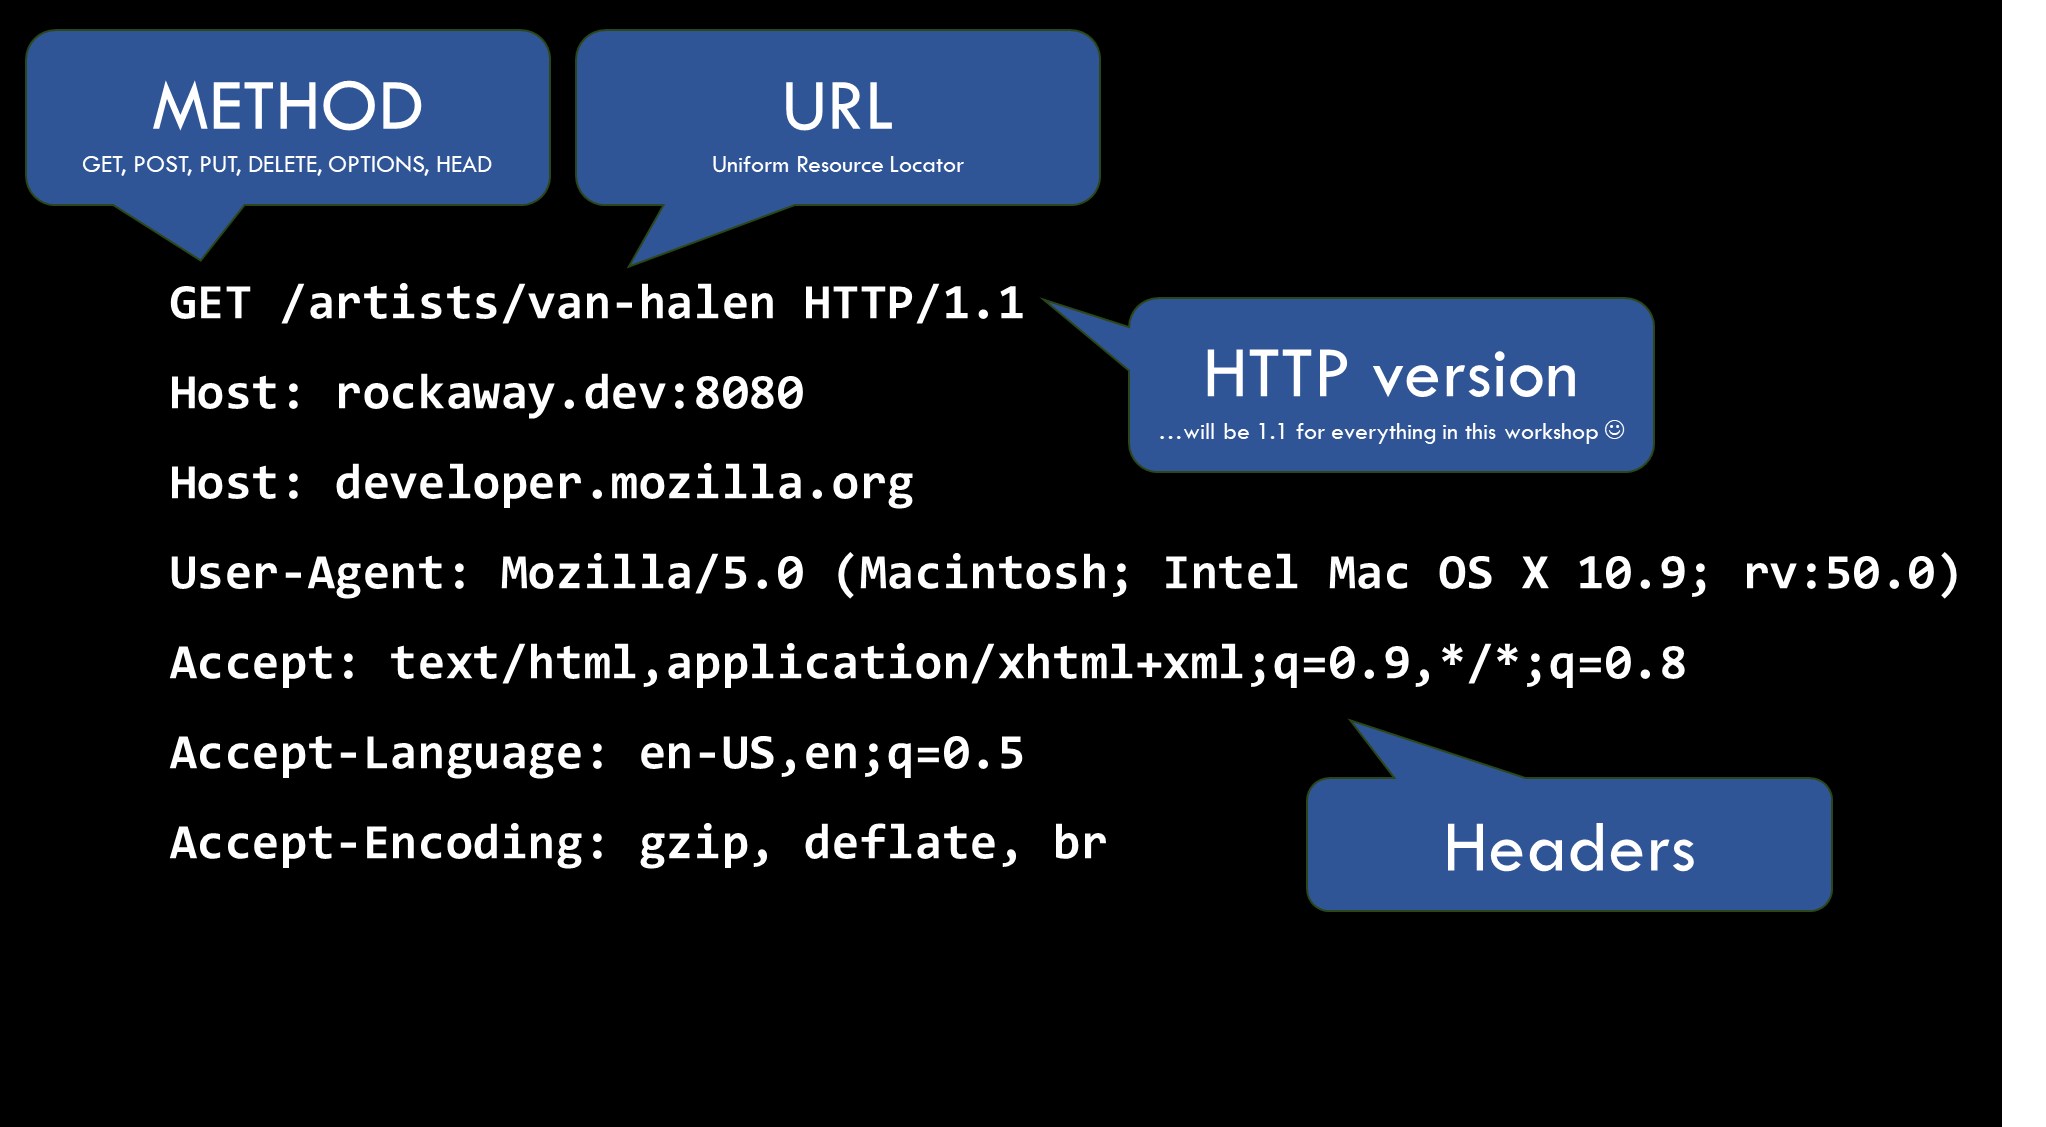 METHOD
GET, POST, PUT, DELETE, OPTIONS, HEAD
URL
Uniform Resource Locator
GET /artists/van-halen HTTP/1.1
HTTP version
...will be 1.1 for everything in this workshop ☺
Host: rockaway.dev:8080
Host: developer.mozilla.org
User-Agent: Mozilla/5.0 (Macintosh; Intel Mac OS X 10.9; rv:50.0)
Accept: text/html,application/xhtml+xml;q=0.9,*/*;q=0.8
Accept-Language: en-US,en;q=0.5
Accept-Encoding: gzip, deflate, br
Headers